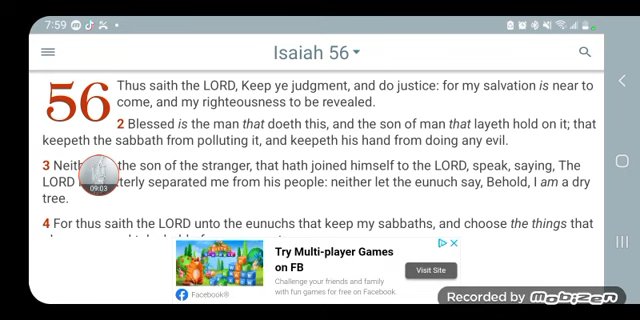 7:59
Isaiah 56
56 Thus saith the LORD, Keep ye judgment, and do justice: for my salvation is near to
come, and my righteousness to be revealed.
2 Blessed is the man that doeth this, and the son of man that layeth hold on it; that
keepeth the sabbath from polluting it, and keepeth his hand from doing any evil.
3 Neith the son of the stranger, that hath joined himself to the LORD, speak, saying, The
LORD terly separated me from his people: neither let the eunuch say, Behold, I am a dry
tree.
09:03
4 For thus saith the LORD unto the eunuchs that keep my sabbaths, and choose the things that
Try Multi-player Games
on FB
Challenge your friends and family
with fun games for free on Facebook.
Visit Site
Facebook®
Recorded by Mobizen